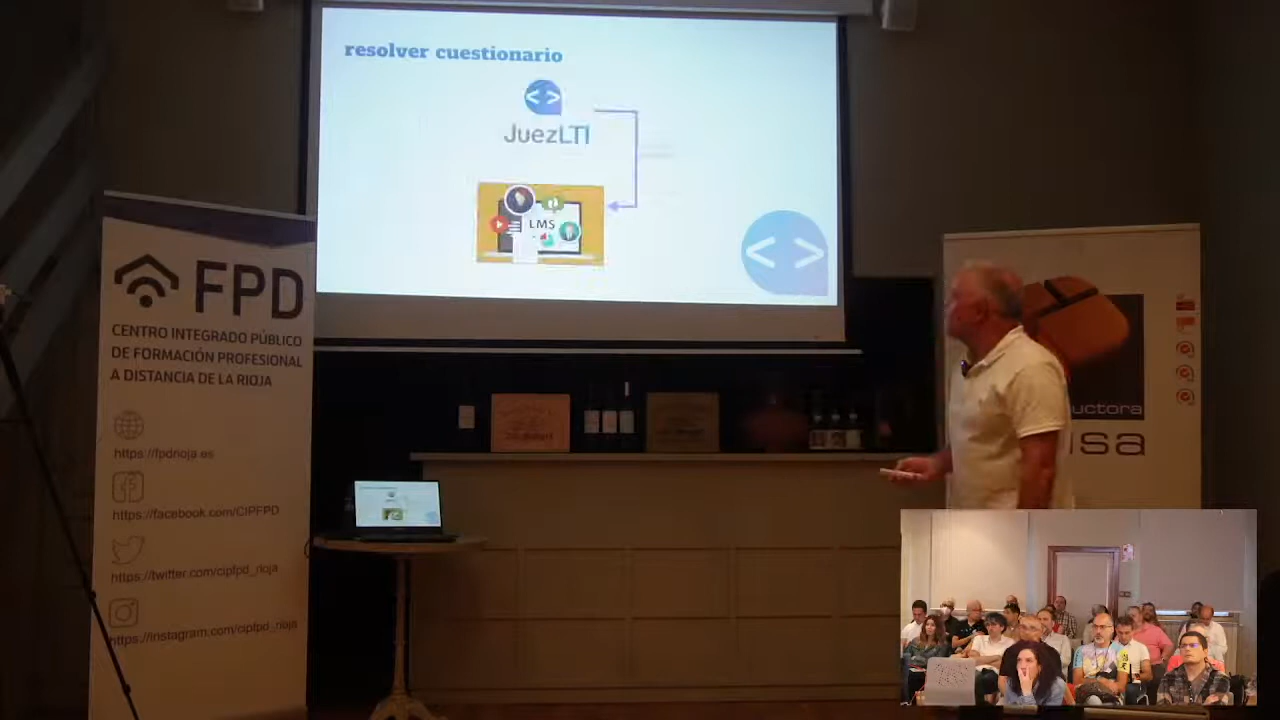 resolver cuestionario
JuezLTI
LMS
FPD
CENTRO INTEGRADO PÚBLICO
DE FORMACIÓN PROFESIONAL
A DISTANCIA DE LA RIOJA
https://fpdrioja.es
https://facebook.com/CIPFPD
https://twitter.com/cipfpd_rioja
https://instagram.com/cipfpd_rioja
uctora
isa